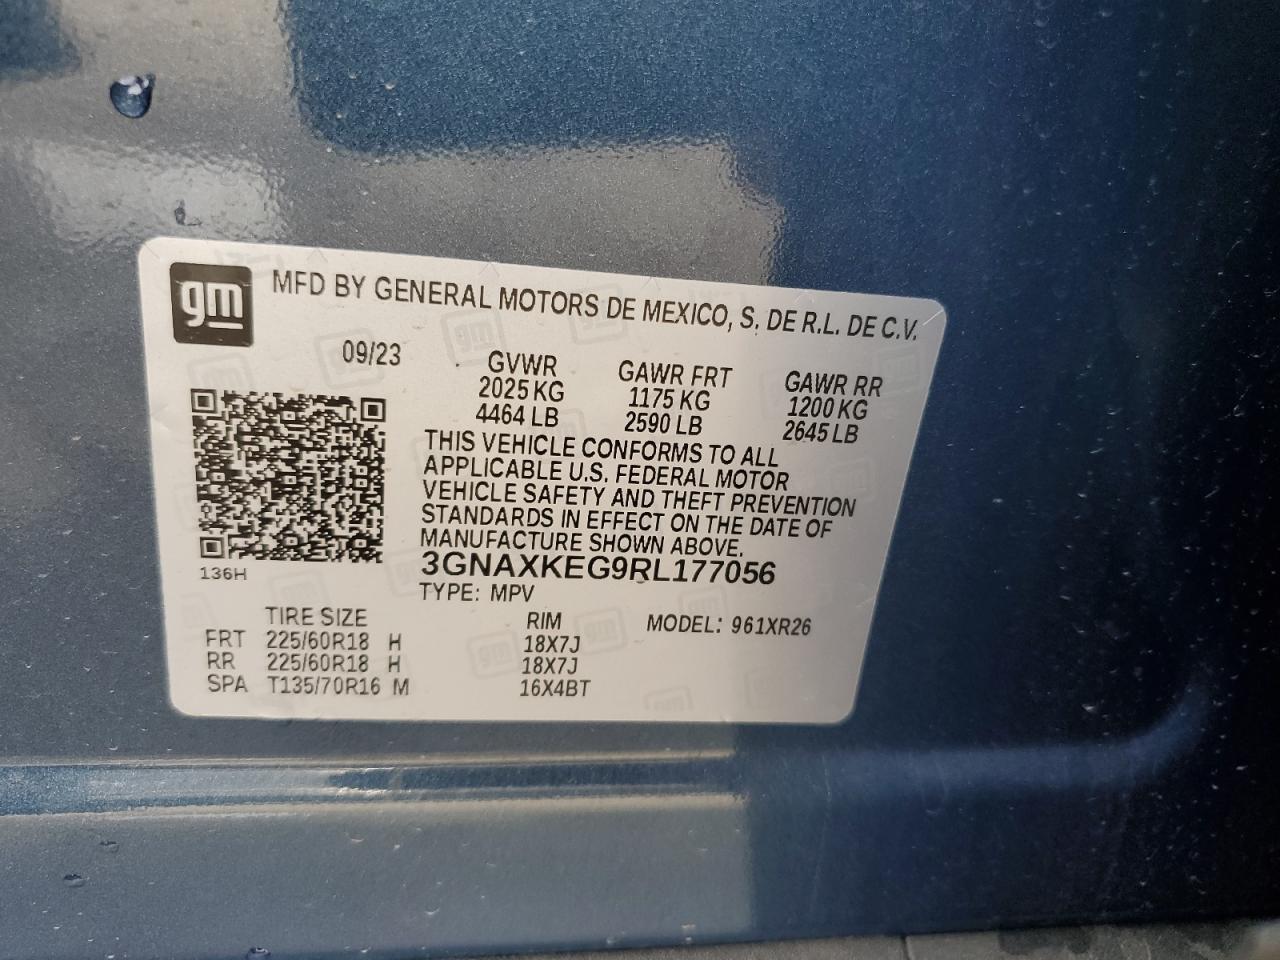 gm MFD BY GENERAL MOTORS DE MEXICO, S. DE R.L. DE C.V.
09/23 GVWR GAWR FRT GAWR RR
2025 KG 1175 KG 1200 KG
4464 LB 2590 LB 2645 LB
THIS VEHICLE CONFORMS TO ALL
APPLICABLE U.S. FEDERAL MOTOR
VEHICLE SAFETY AND THEFT PREVENTION
STANDARDS IN EFFECT ON THE DATE OF
MANUFACTURE SHOWN ABOVE.
3GNAXKEG9RL177056
136H
TYPE: MPV
TIRE SIZE RIM MODEL: 961XR26
FRT 225/60R18 H 18X7J
RR 225/60R18 H 18X7J
SPA T135/70R16 M 16X4BT